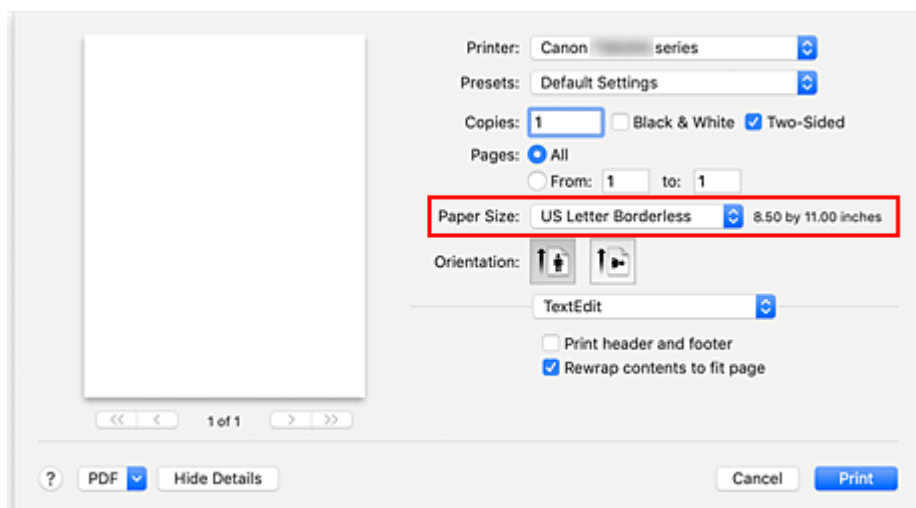 Printer: Canon series
Presets: Default Settings
Copies: 1 Black & White Two-Sided
Pages: All
From: 1 to: 1
Paper Size: US Letter Borderless 8.50 by 11.00 inches
Orientation:
TextEdit
Print header and footer
Rewrap contents to fit page
<< < 1 of 1 > >>
? PDF Hide Details Cancel Print